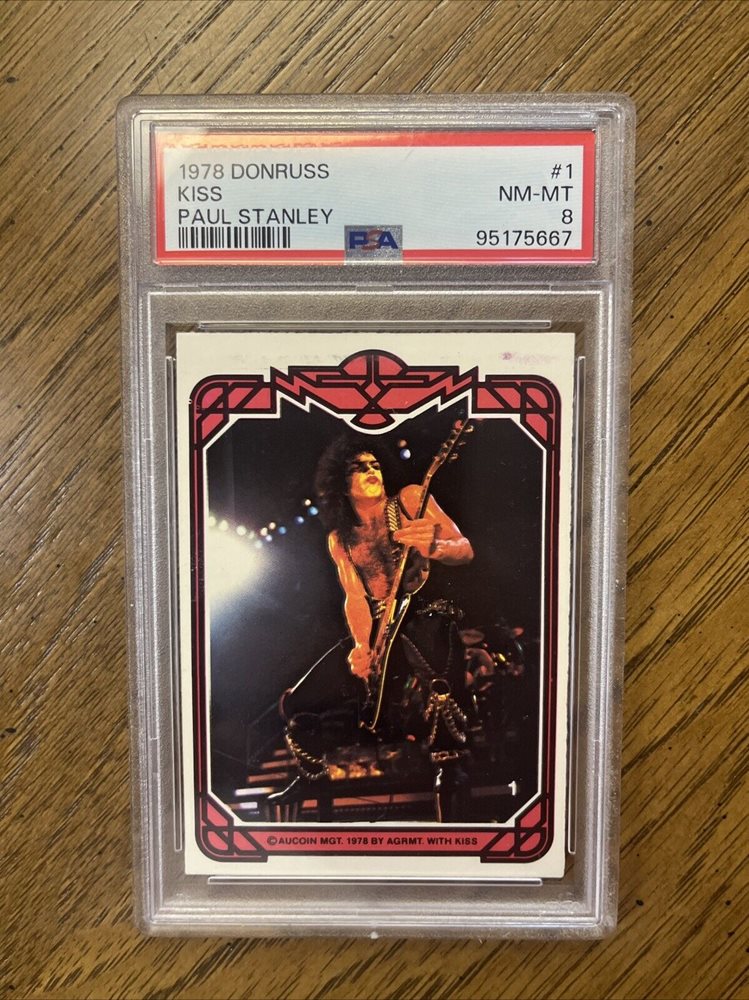 1978 DONRUSS #1
KISS NM-MT
PAUL STANLEY 8
PSA 95175667
1
©AUCOIN MGT. 1978 BY AGRMT. WITH KISS